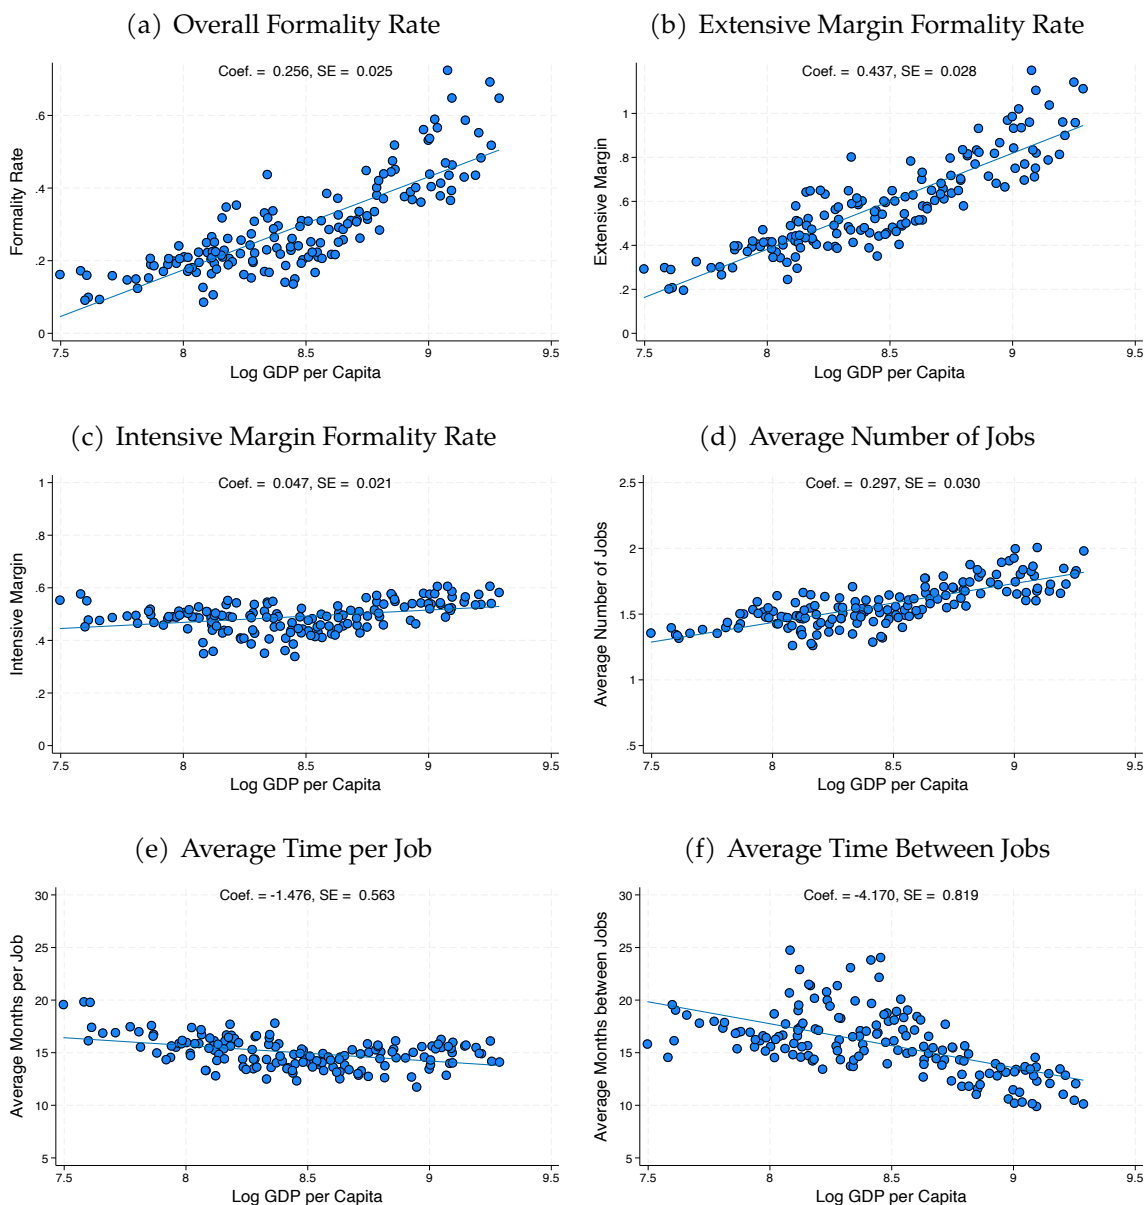 (a) Overall Formality Rate
Coef. = 0.256, SE = 0.025
Formality Rate
.6
.4
.2
0
7.5 8 8.5 9 9.5
Log GDP per Capita
(b) Extensive Margin Formality Rate
Coef. = 0.437, SE = 0.028
Extensive Margin
1
.8
.6
.4
.2
0
7.5 8 8.5 9 9.5
Log GDP per Capita
(c) Intensive Margin Formality Rate
Coef. = 0.047, SE = 0.021
Intensive Margin
1
.8
.6
.4
.2
0
7.5 8 8.5 9 9.5
Log GDP per Capita
(d) Average Number of Jobs
Coef. = 0.297, SE = 0.030
Average Number of Jobs
2.5
2
1.5
1
.5
7.5 8 8.5 9 9.5
Log GDP per Capita
(e) Average Time per Job
Coef. = -1.476, SE = 0.563
Average Months per Job
30
25
20
15
10
5
7.5 8 8.5 9 9.5
Log GDP per Capita
(f) Average Time Between Jobs
Coef. = -4.170, SE = 0.819
Average Months between Jobs
30
25
20
15
10
5
7.5 8 8.5 9 9.5
Log GDP per Capita